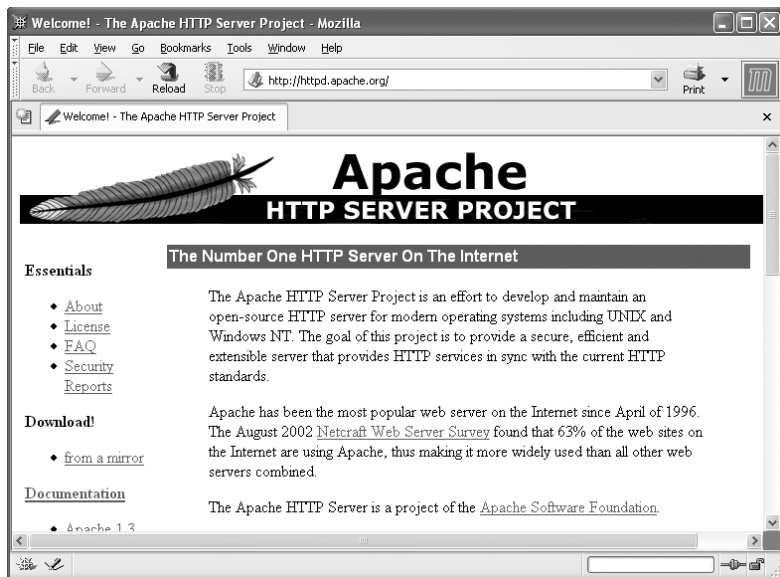 Welcome! - The Apache HTTP Server Project - Mozilla
File Edit View Go Bookmarks Tools Window Help
Back Forward Reload Stop http://httpd.apache.org/ Print
Welcome! - The Apache HTTP Server Project
Apache
HTTP SERVER PROJECT
Essentials
About
License
FAQ
Security
Reports
Download!
from a mirror
Documentation
Apache 1.3
The Number One HTTP Server On The Internet
The Apache HTTP Server Project is an effort to develop and maintain an
open-source HTTP server for modern operating systems including UNIX and
Windows NT. The goal of this project is to provide a secure, efficient and
extensible server that provides HTTP services in sync with the current HTTP
standards.
Apache has been the most popular web server on the Internet since April of 1996.
The August 2002 Netcraft Web Server Survey found that 63% of the web sites on
the Internet are using Apache, thus making it more widely used than all other web
servers combined.
The Apache HTTP Server is a project of the Apache Software Foundation.